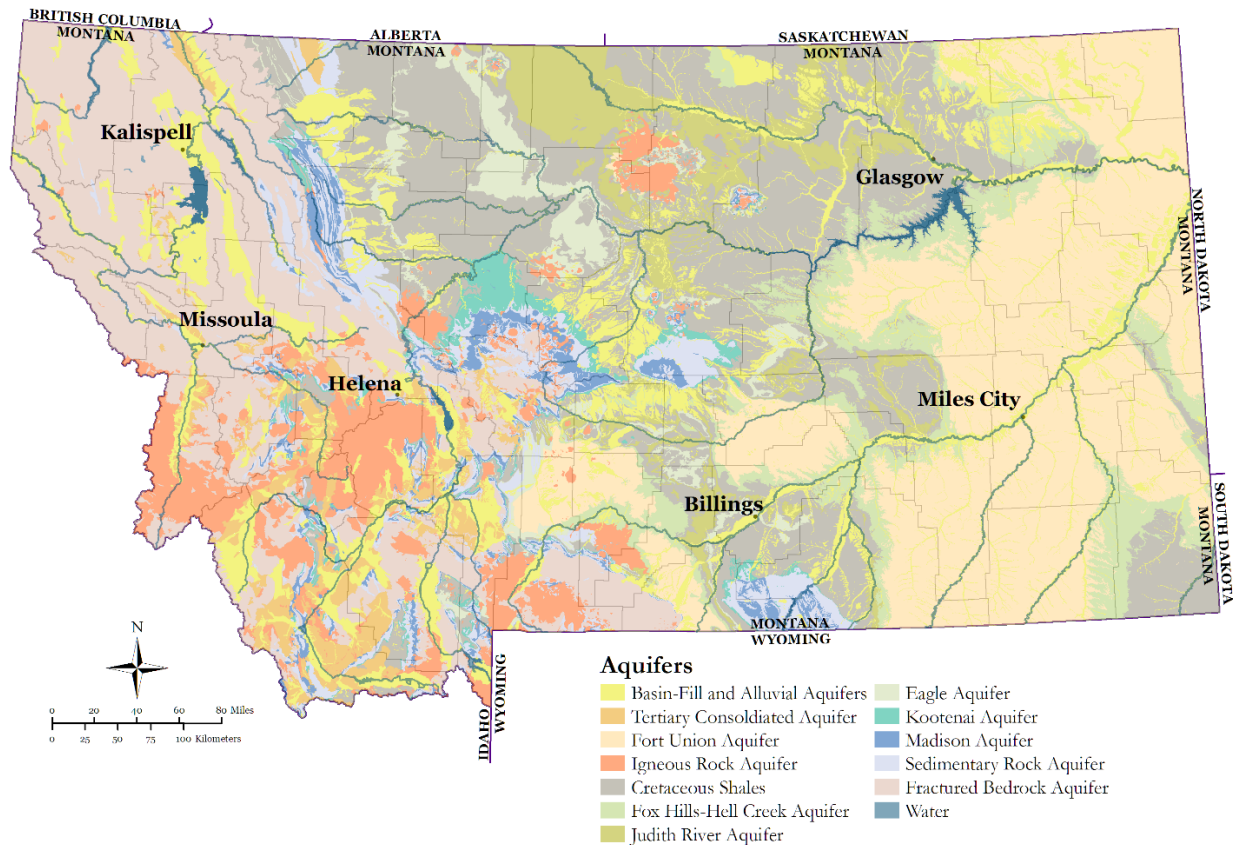 BRITISH COLUMBIA
MONTANA
ALBERTA
MONTANA
SASKATCHEWAN
MONTANA
Kalispell
Glasgow
NORTH DAKOTA
MONTANA
Missoula
Helena
Miles City
Billings
SOUTH DAKOTA
MONTANA
MONTANA
WYOMING
IDAHO
WYOMING
N
0 20 40 60 80 Miles
0 25 50 75 100 Kilometers
Aquifers
Basin-Fill and Alluvial Aquifers
Tertiary Consoldiated Aquifer
Fort Union Aquifer
Igneous Rock Aquifer
Cretaceous Shales
Fox Hills-Hell Creek Aquifer
Judith River Aquifer
Eagle Aquifer
Kootenai Aquifer
Madison Aquifer
Sedimentary Rock Aquifer
Fractured Bedrock Aquifer
Water